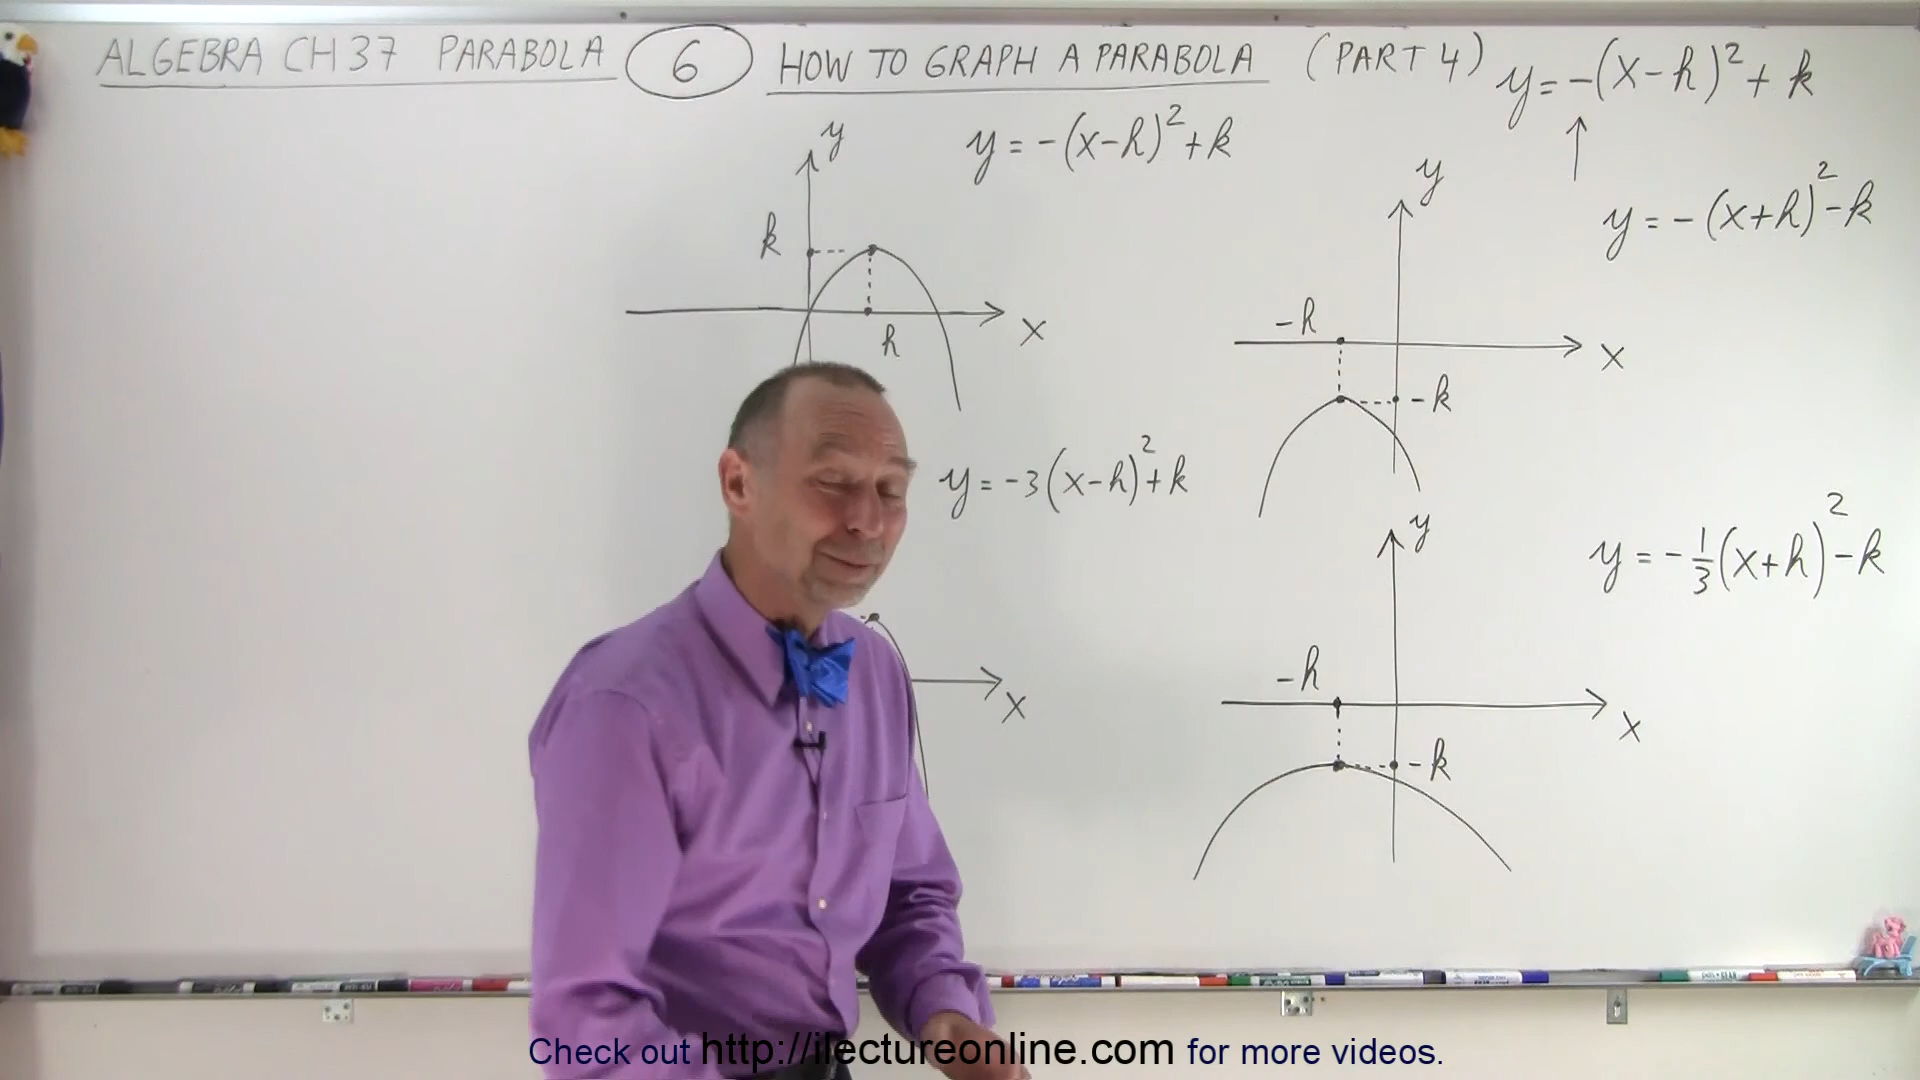 ALGEBRA CH 37 PARABOLA 6 HOW TO GRAPH A PARABOLA (PART 4) y = -(x-h)² + k
y = -(x-h)² + k
y
k
h
x
y
y = -(x+h)² - k
-h
x
-k
y = -3(x-h)² + k
x
y
y = -1/3(x+h)² - k
-h
x
-k
Check out http://ilectureonline.com for more videos.